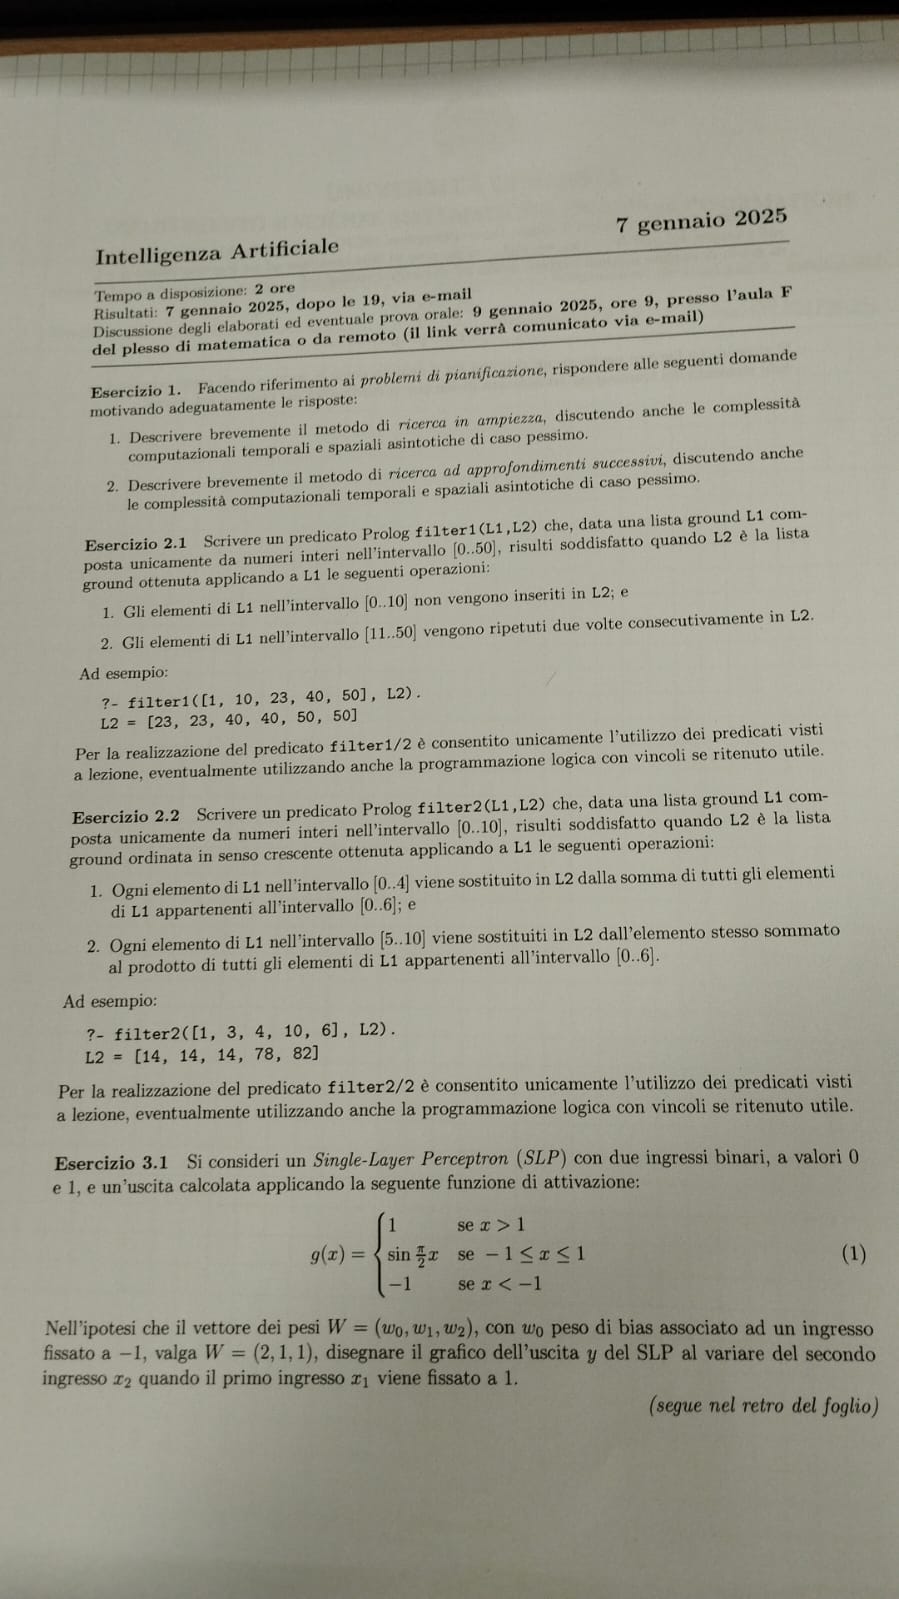 7 gennaio 2025
Intelligenza Artificiale
Tempo a disposizione: 2 ore
Risultati: 7 gennaio 2025, dopo le 19, via e-mail
Discussione degli elaborati ed eventuale prova orale: 9 gennaio 2025, ore 9, presso l'aula F
del plesso di matematica o da remoto (il link verrà comunicato via e-mail)
Esercizio 1. Facendo riferimento ai problemi di pianificazione, rispondere alle seguenti domande
motivando adeguatamente le risposte:
1. Descrivere brevemente il metodo di ricerca in ampiezza, discutendo anche le complessità
computazionali temporali e spaziali asintotiche di caso pessimo.
2. Descrivere brevemente il metodo di ricerca ad approfondimenti successivi, discutendo anche
le complessità computazionali temporali e spaziali asintotiche di caso pessimo.
Esercizio 2.1 Scrivere un predicato Prolog filter1(L1,L2) che, data una lista ground L1 com-
posta unicamente da numeri interi nell'intervallo [0..50], risulti soddisfatto quando L2 è la lista
ground ottenuta applicando a L1 le seguenti operazioni:
1. Gli elementi di L1 nell'intervallo [0..10] non vengono inseriti in L2; e
2. Gli elementi di L1 nell'intervallo [11..50] vengono ripetuti due volte consecutivamente in L2.
Ad esempio:
?- filter1([1, 10, 23, 40, 50], L2).
L2 = [23, 23, 40, 40, 50, 50]
Per la realizzazione del predicato filter1/2 è consentito unicamente l'utilizzo dei predicati visti
a lezione, eventualmente utilizzando anche la programmazione logica con vincoli se ritenuto utile.
Esercizio 2.2 Scrivere un predicato Prolog filter2(L1,L2) che, data una lista ground L1 com-
posta unicamente da numeri interi nell'intervallo [0..10], risulti soddisfatto quando L2 è la lista
ground ordinata in senso crescente ottenuta applicando a L1 le seguenti operazioni:
1. Ogni elemento di L1 nell'intervallo [0..4] viene sostituito in L2 dalla somma di tutti gli elementi
di L1 appartenenti all'intervallo [0..6]; e
2. Ogni elemento di L1 nell'intervallo [5..10] viene sostituiti in L2 dall'elemento stesso sommato
al prodotto di tutti gli elementi di L1 appartenenti all'intervallo [0..6].
Ad esempio:
?- filter2([1, 3, 4, 10, 6], L2).
L2 = [14, 14, 14, 78, 82]
Per la realizzazione del predicato filter2/2 è consentito unicamente l'utilizzo dei predicati visti
a lezione, eventualmente utilizzando anche la programmazione logica con vincoli se ritenuto utile.
Esercizio 3.1 Si consideri un Single-Layer Perceptron (SLP) con due ingressi binari, a valori 0
e 1, e un'uscita calcolata applicando la seguente funzione di attivazione:
1 se x > 1
g(x) = { sin π/2 x se − 1 ≤ x ≤ 1 (1)
−1 se x < −1
Nell'ipotesi che il vettore dei pesi W = (w₀, w₁, w₂), con w₀ peso di bias associato ad un ingresso
fissato a −1, valga W = (2, 1, 1), disegnare il grafico dell'uscita y del SLP al variare del secondo
ingresso x₂ quando il primo ingresso x₁ viene fissato a 1.
(segue nel retro del foglio)